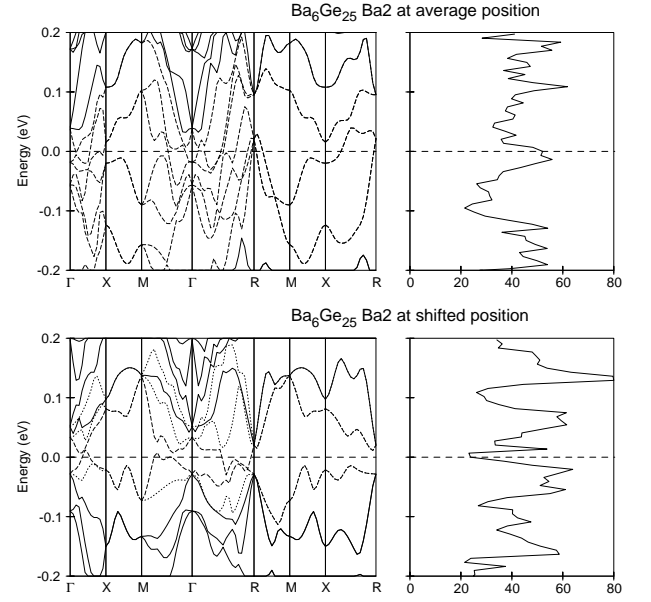 Ba6Ge25 Ba2 at average position
0.2
0.1
0.0
-0.1
-0.2
Energy (eV)
Γ X M Γ R M X R
0 20 40 60 80
Ba6Ge25 Ba2 at shifted position
0.2
0.1
0.0
-0.1
-0.2
Energy (eV)
Γ X M Γ R M X R
0 20 40 60 80